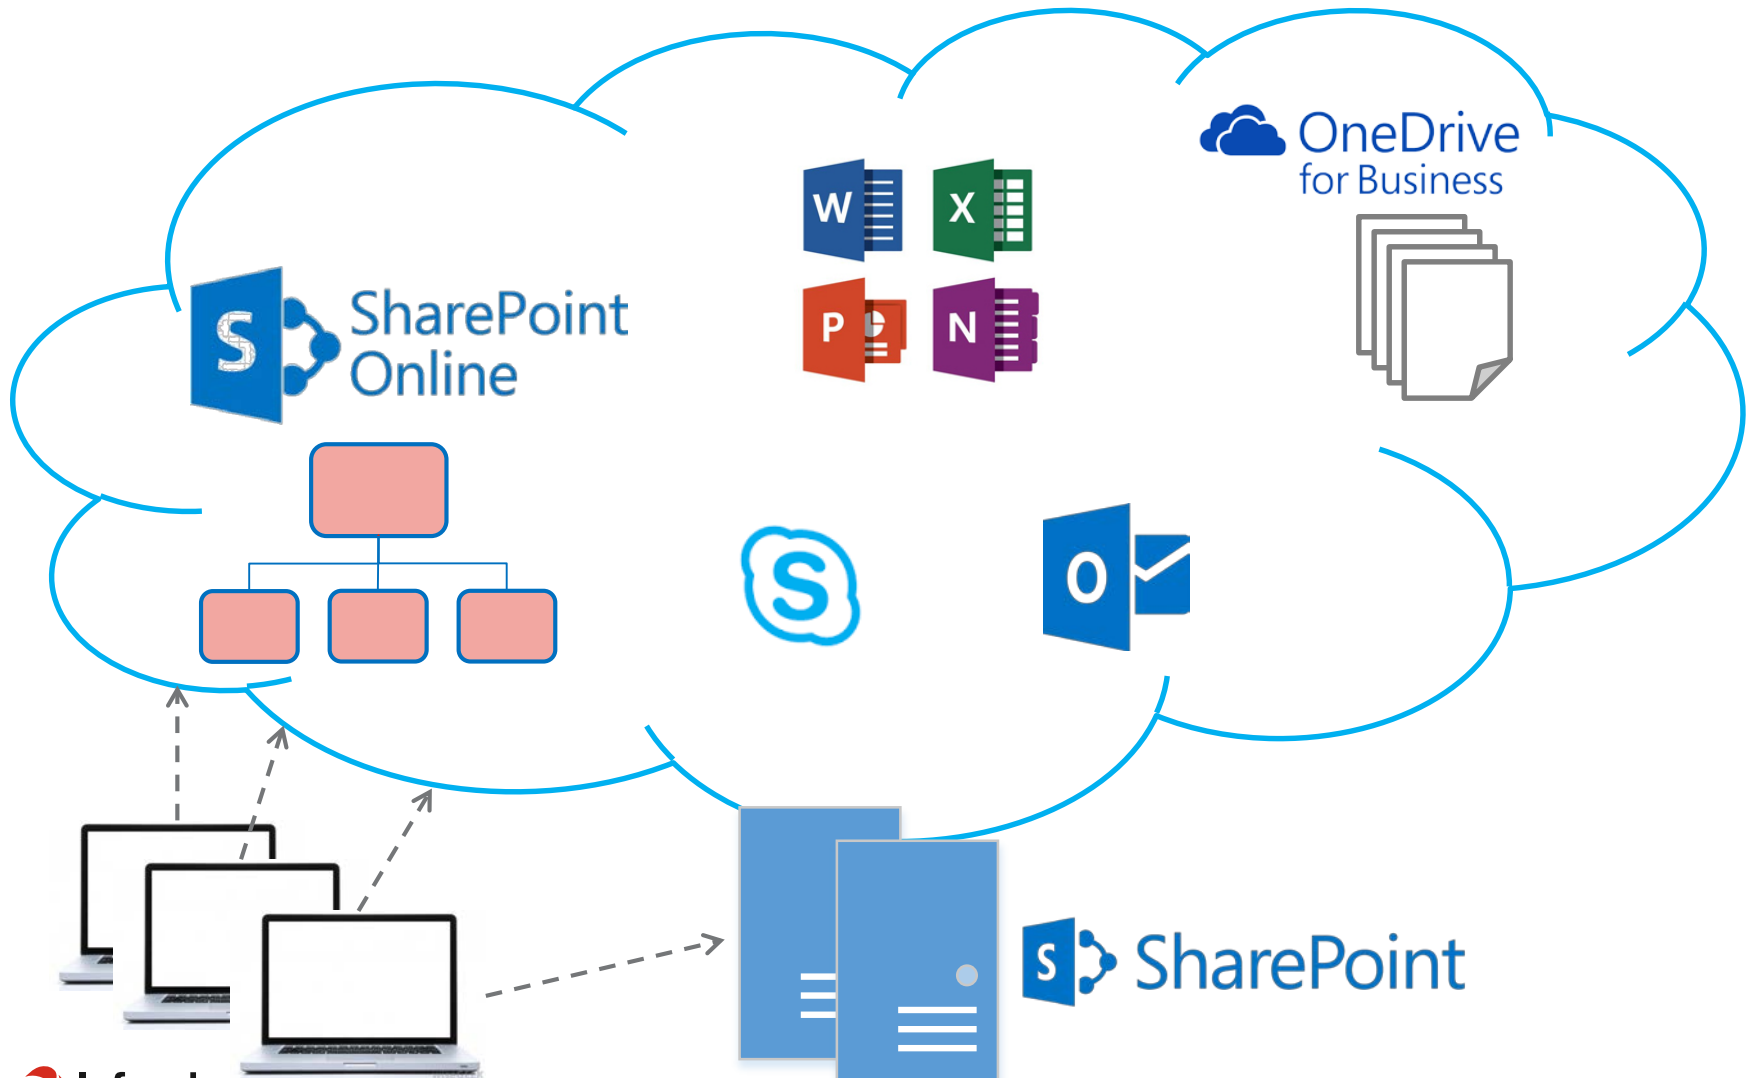 OneDrive
for Business
W
X
P
N
S
SharePoint
Online
S
O
S
SharePoint